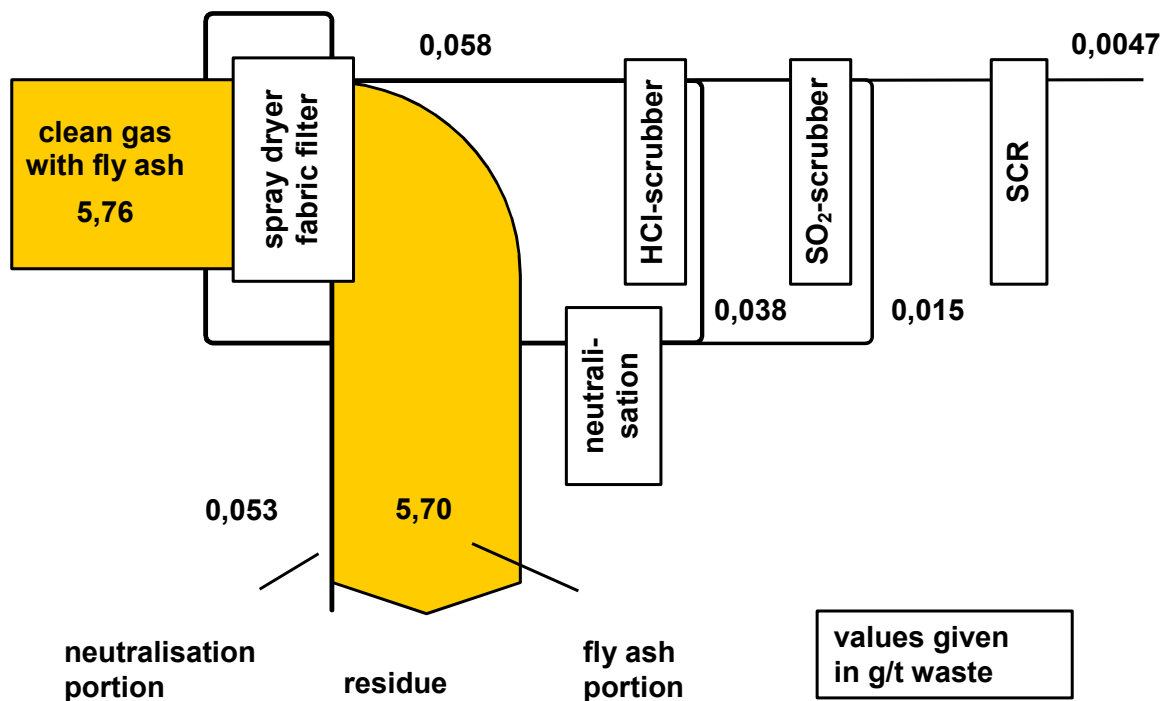 0,058
0,0047
clean gas
with fly ash
5,76
spray dryer
fabric filter
HCl-scrubber
SO₂-scrubber
SCR
0,038
0,015
neutrali-
sation
0,053
5,70
neutralisation
portion
residue
fly ash
portion
values given
in g/t waste